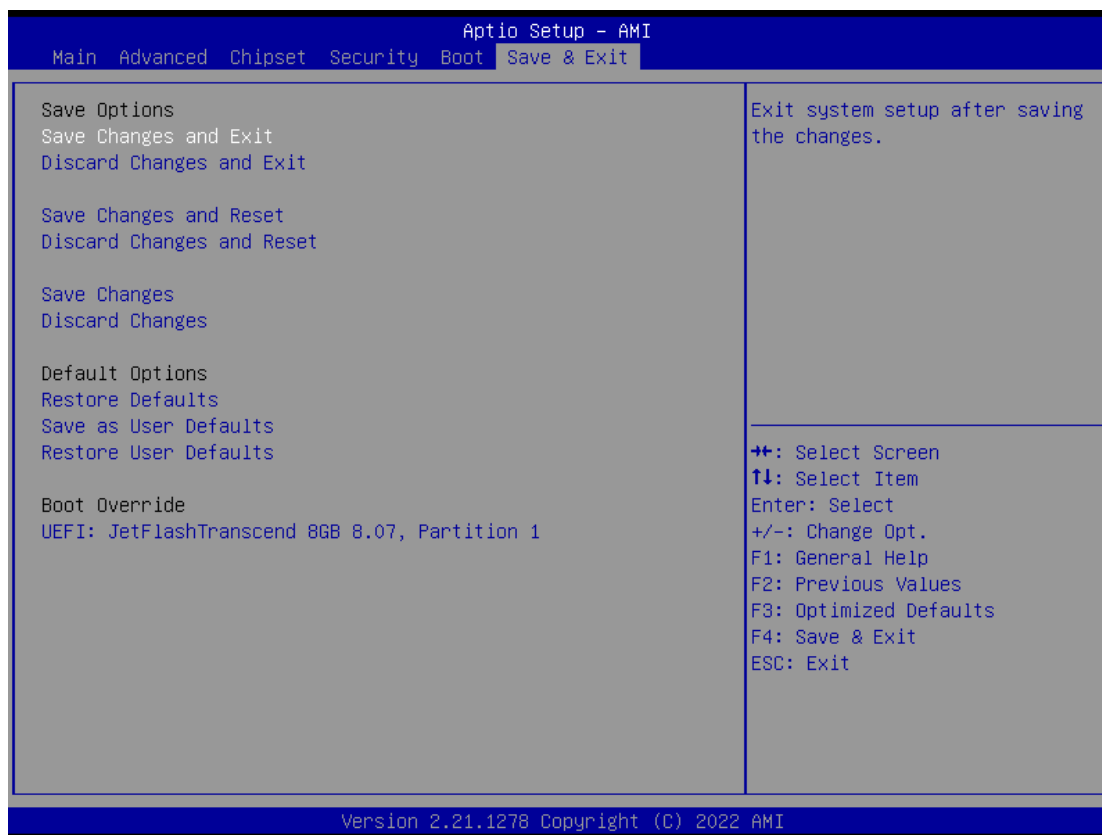 Aptio Setup – AMI
Main Advanced Chipset Security Boot Save & Exit
Save Options
Save Changes and Exit
Discard Changes and Exit
Save Changes and Reset
Discard Changes and Reset
Save Changes
Discard Changes
Default Options
Restore Defaults
Save as User Defaults
Restore User Defaults
Boot Override
UEFI: JetFlashTranscend 8GB 8.07, Partition 1
Exit system setup after saving
the changes.
→←: Select Screen
↑↓: Select Item
Enter: Select
+/-: Change Opt.
F1: General Help
F2: Previous Values
F3: Optimized Defaults
F4: Save & Exit
ESC: Exit
Version 2.21.1278 Copyright (C) 2022 AMI